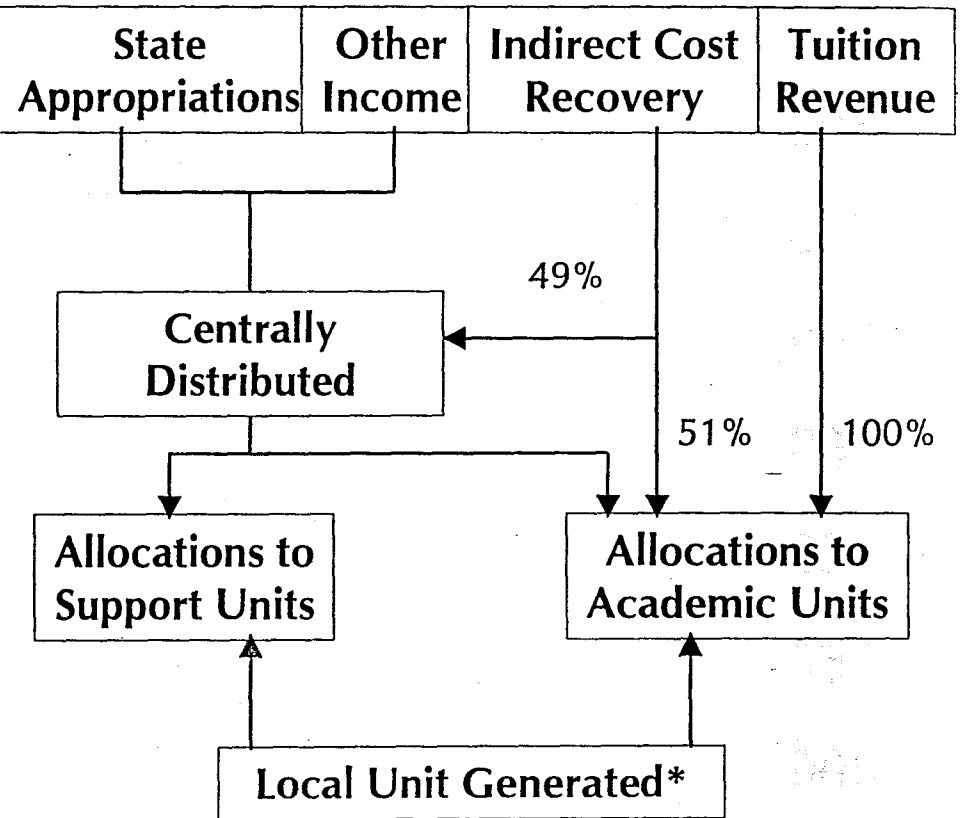 State
Appropriations
Other
Income
Indirect Cost
Recovery
Tuition
Revenue
49%
Centrally
Distributed
51%
100%
Allocations to
Support Units
Allocations to
Academic Units
Local Unit Generated*